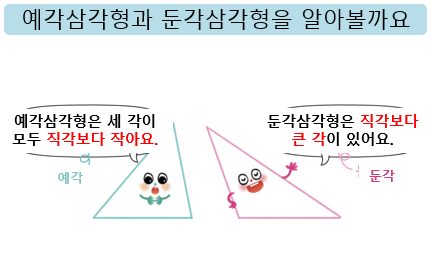 예각삼각형과 둔각삼각형을 알아볼까요
예각삼각형은 세 각이
모두 직각보다 작아요.
둔각삼각형은 직각보다
큰 각이 있어요.
예각
둔각